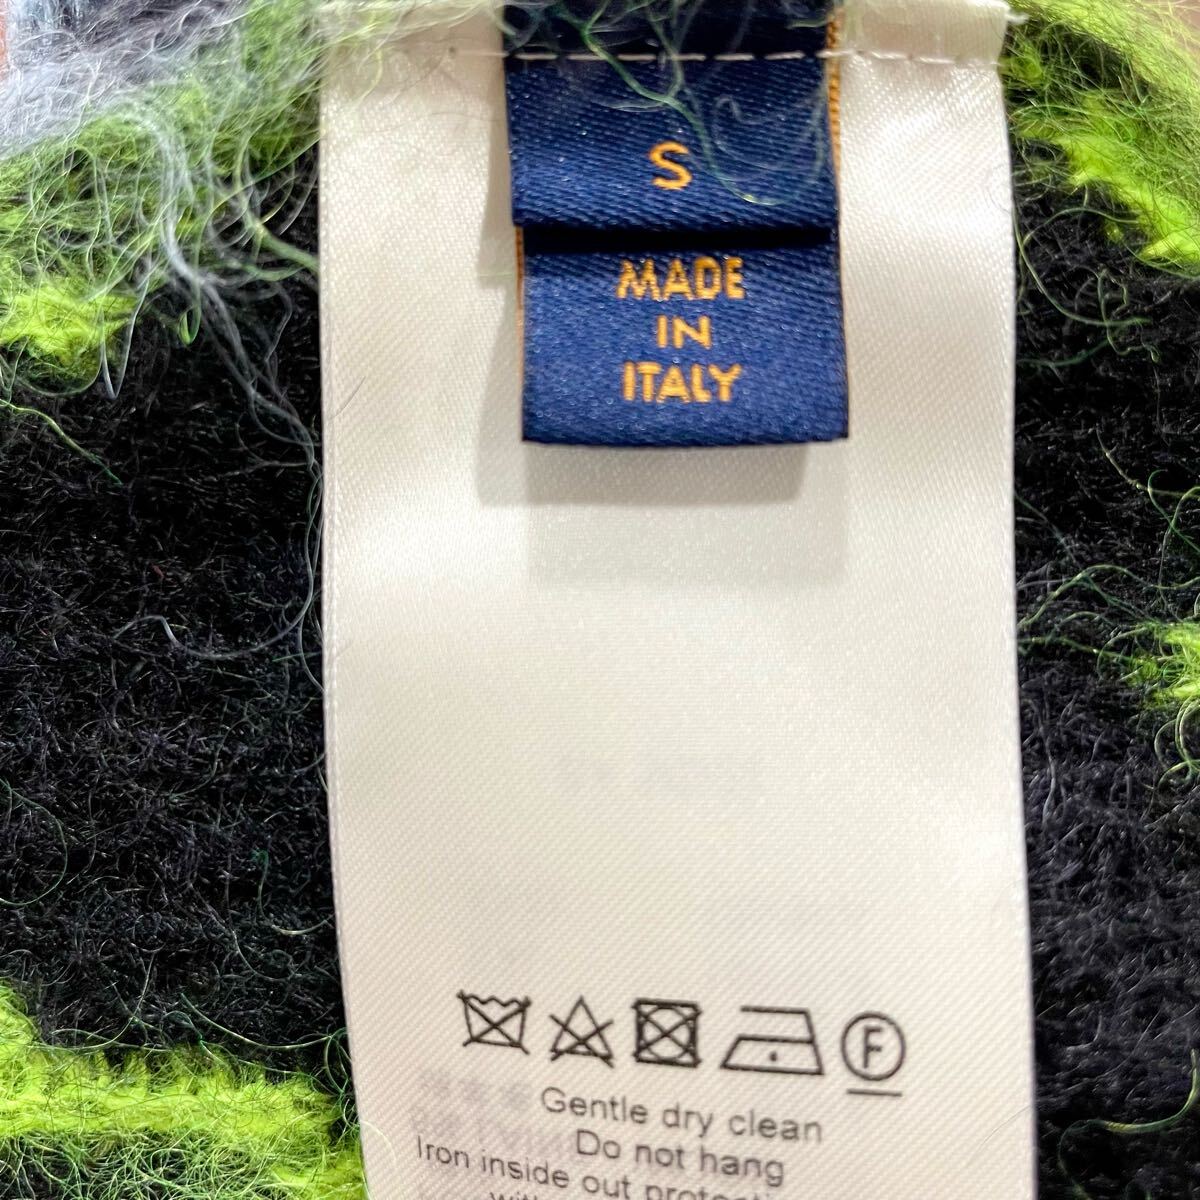 S
MADE
IN
ITALY
F
Gentle dry clean
Do not hang
Iron inside out